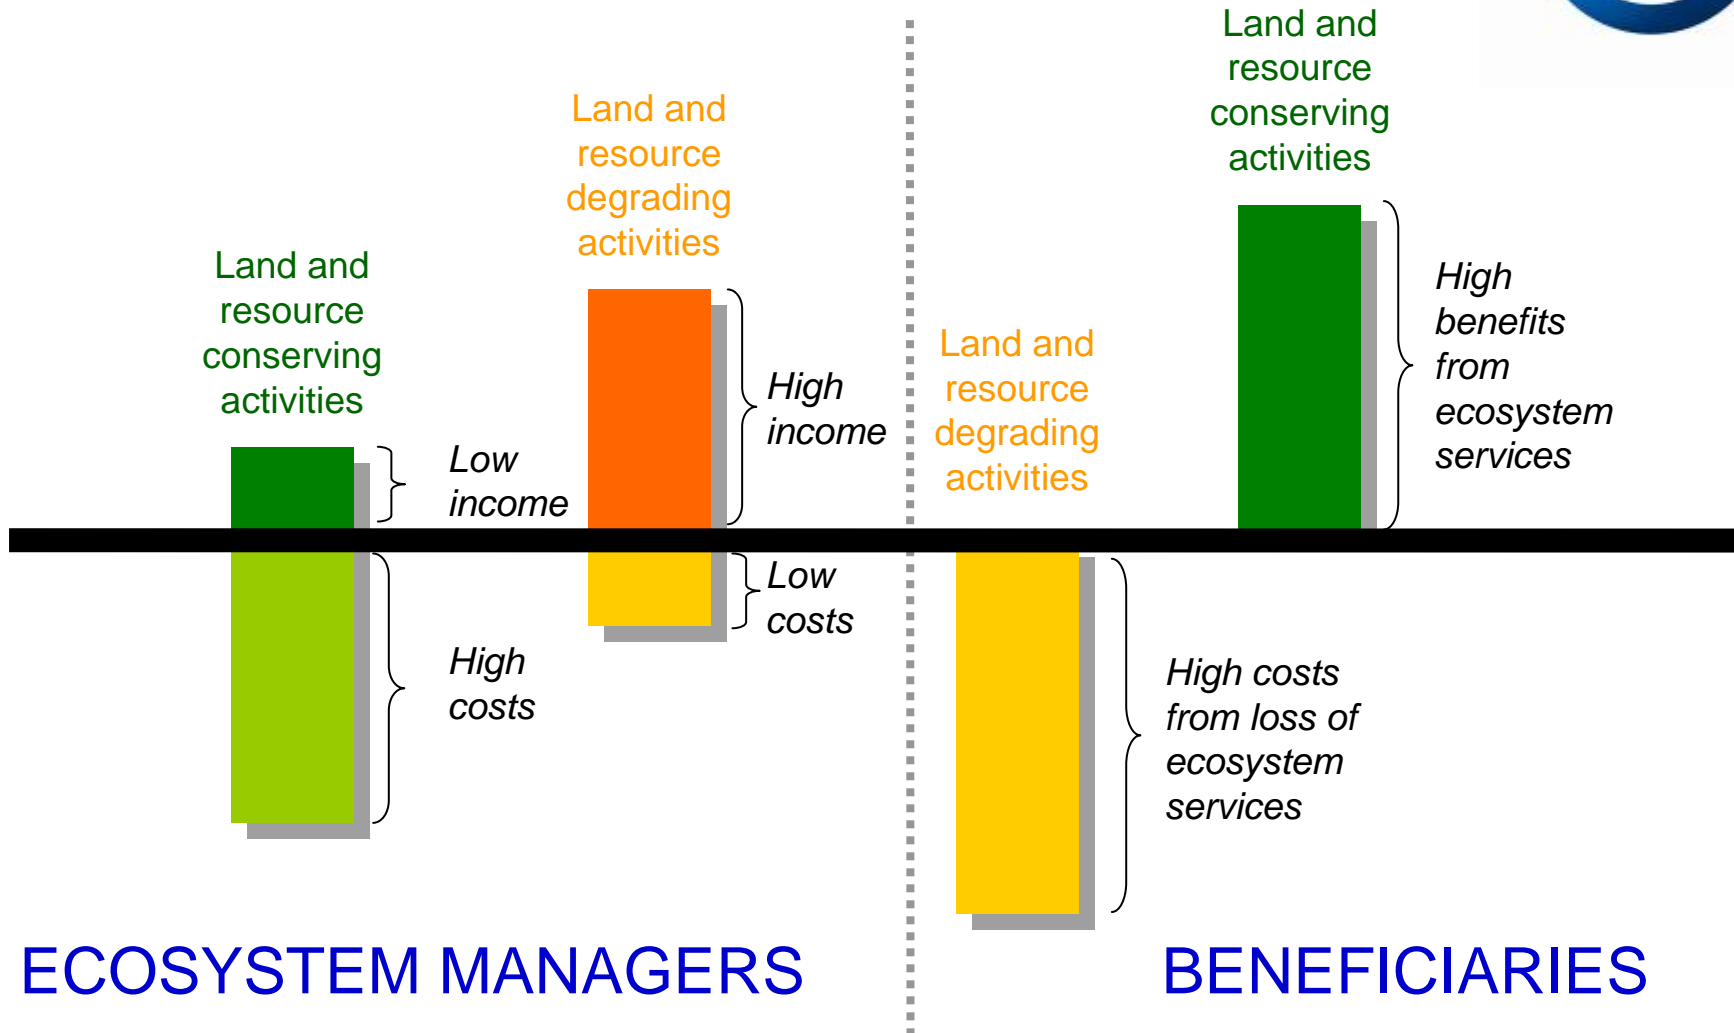 Land and
resource
conserving
activities
Low
income
High
costs
Land and
resource
degrading
activities
High
income
Low
costs
Land and
resource
degrading
activities
High costs
from loss of
ecosystem
services
Land and
resource
conserving
activities
High
benefits
from
ecosystem
services
ECOSYSTEM MANAGERS
BENEFICIARIES